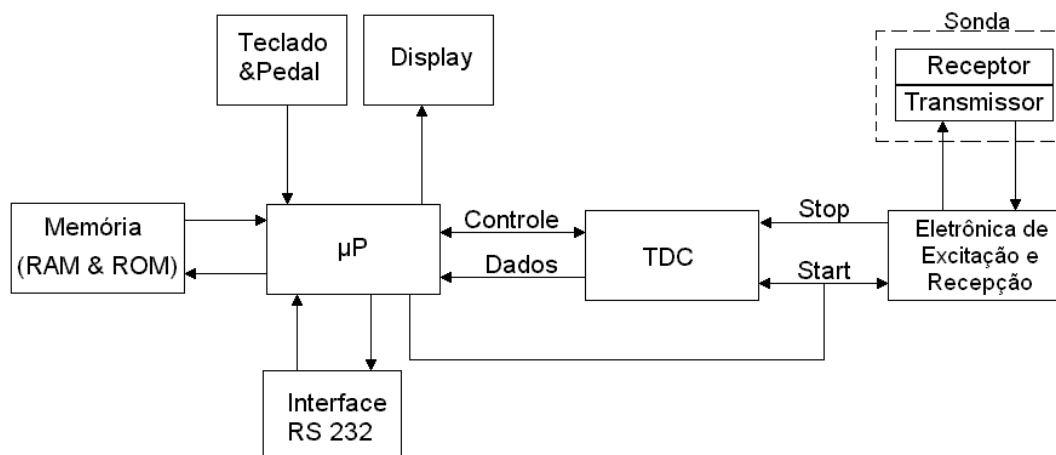 Sonda
Teclado
&Pedal
Display
Receptor
Transmissor
Memória
(RAM & ROM)
µP
Controle
Dados
TDC
Stop
Start
Eletrônica de
Excitação e
Recepção
Interface
RS 232